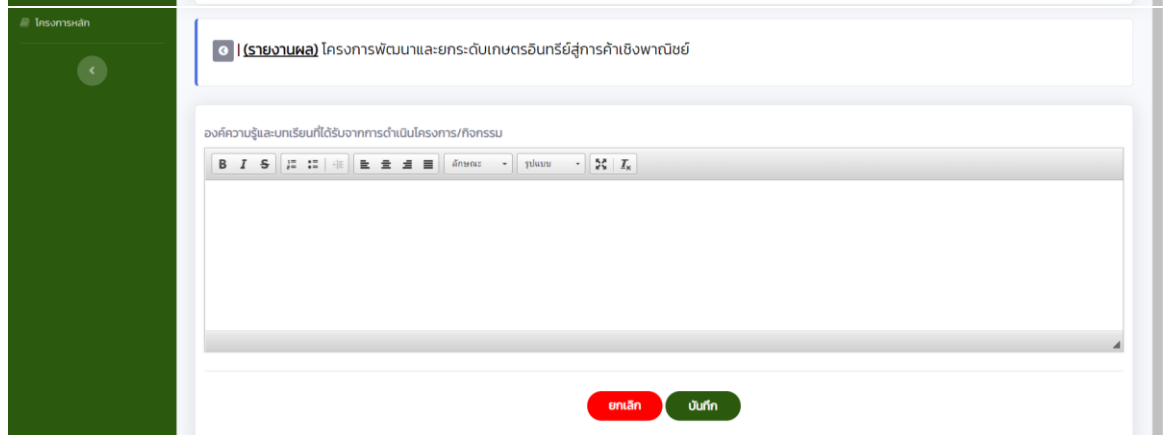 โครงการหลัก
| (รายงานผล) โครงการพัฒนาและยกระดับเกษตรอินทรีย์สู่การค้าเชิงพาณิชย์
องค์ความรู้และบทเรียนที่ได้รับจากการดำเนินโครงการ/กิจกรรม
B I S ลักษณะ รูปแบบ Tx
ยกเลิก บันทึก